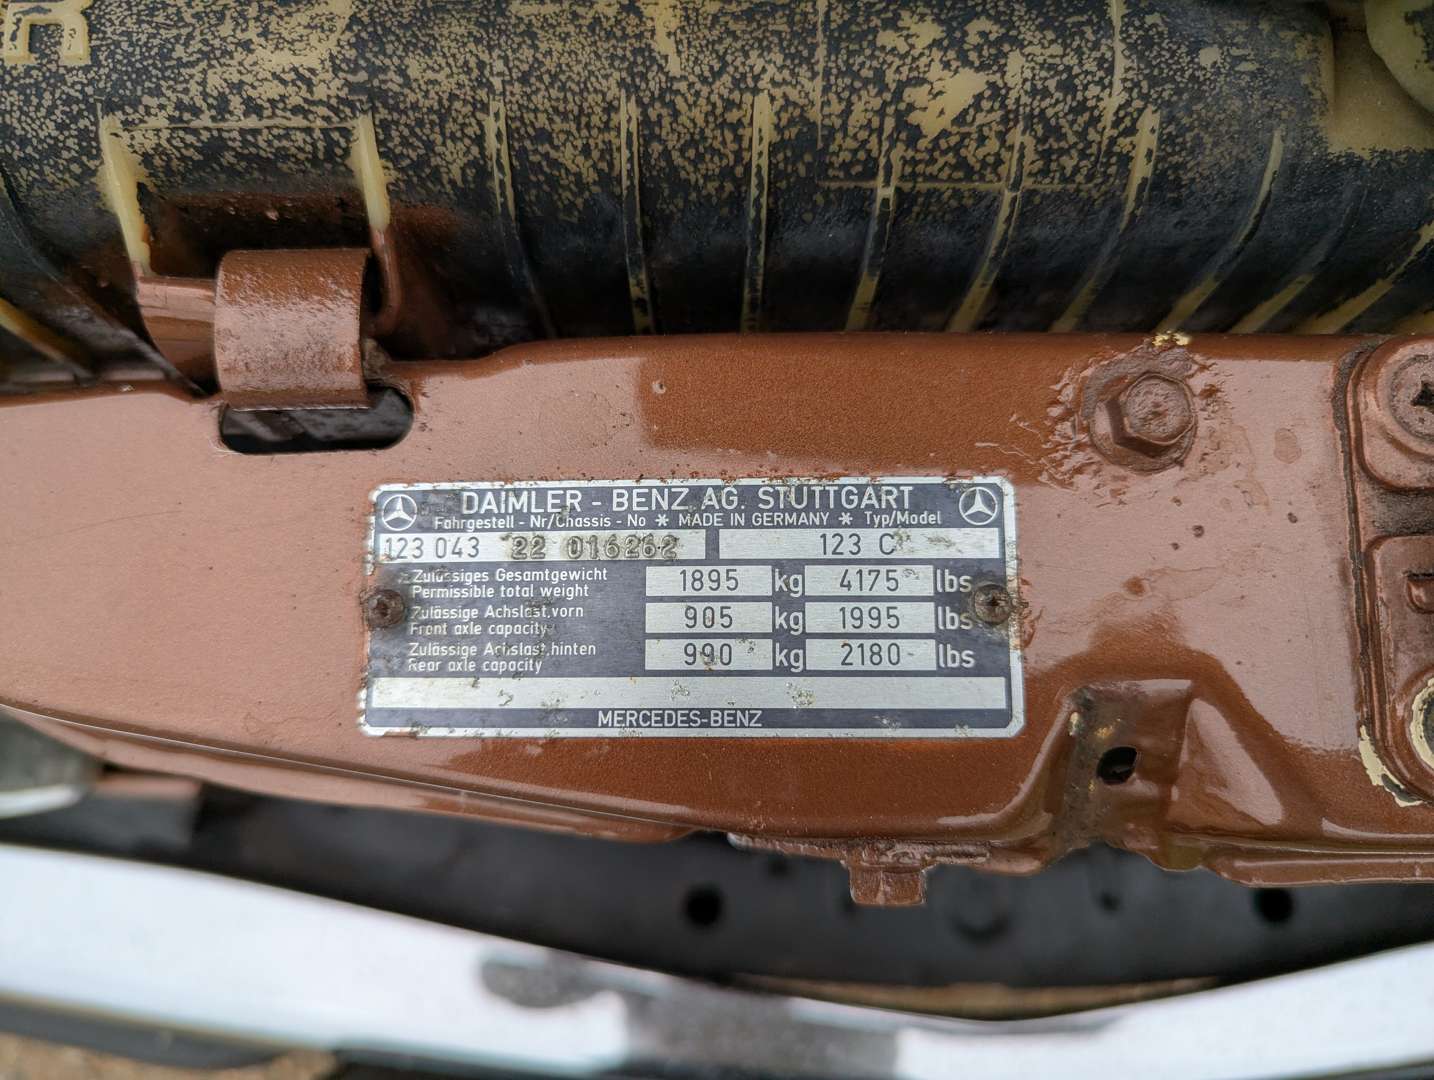 R
DAIMLER - BENZ AG. STUTTGART
Fahrgestell - Nr/Chassis - No * MADE IN GERMANY * Typ/Model
123 043 22 016262 123 C
Zulässiges Gesamtgewicht
Permissible total weight
1895 kg 4175 lbs
Zulässige Achslast,vorn
Front axle capacity
905 kg 1995 lbs
Zulässige Achslast,hinten
Rear axle capacity
990 kg 2180 lbs
MERCEDES-BENZ